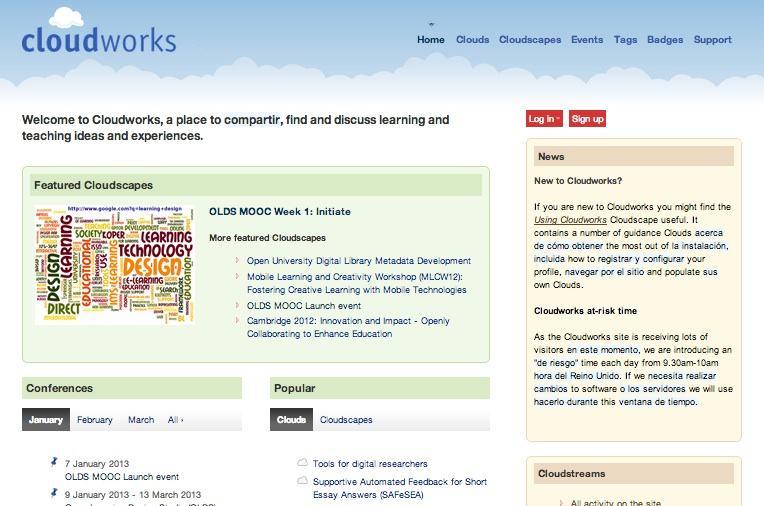 cloudworks
Home Clouds Cloudscapes Events Tags Badges Support
Welcome to Cloudworks, a place to compartir, find and discuss learning and
teaching ideas and experiences.
Log in Sign up
Featured Cloudscapes
http://www.google.com?q=learning+design
LEARNING
TECHNOLOGY
DESIGN
DIRECT
EDUCATION
OLDS MOOC Week 1: Initiate
More featured Cloudscapes
Open University Digital Library Metadata Development
Mobile Learning and Creativity Workshop (MLCW12):
Fostering Creative Learning with Mobile Technologies
OLDS MOOC Launch event
Cambridge 2012: Innovation and Impact - Openly
Collaborating to Enhance Education
Conferences
January February March All
7 January 2013
OLDS MOOC Launch event
9 January 2013 - 13 March 2013
Popular
Clouds Cloudscapes
Tools for digital researchers
Supportive Automated Feedback for Short
Essay Answers (SAFeSEA)
News
New to Cloudworks?
If you are new to Cloudworks you might find the
Using Cloudworks Cloudscape useful. It
contains a number of guidance Clouds acerca
de cómo obtener the most out of la instalación,
incluida how to registrar y configurar your
profile, navegar por el sitio and populate sus
own Clouds.
Cloudworks at-risk time
As the Cloudworks site is receiving lots of
visitors en este momento, we are introducing an
"de riesgo" time each day from 9.30am-10am
hora del Reino Unido. If we necesita realizar
cambios to software o los servidores we will use
hacerlo durante this ventana de tiempo.
Cloudstreams
All activity on the site